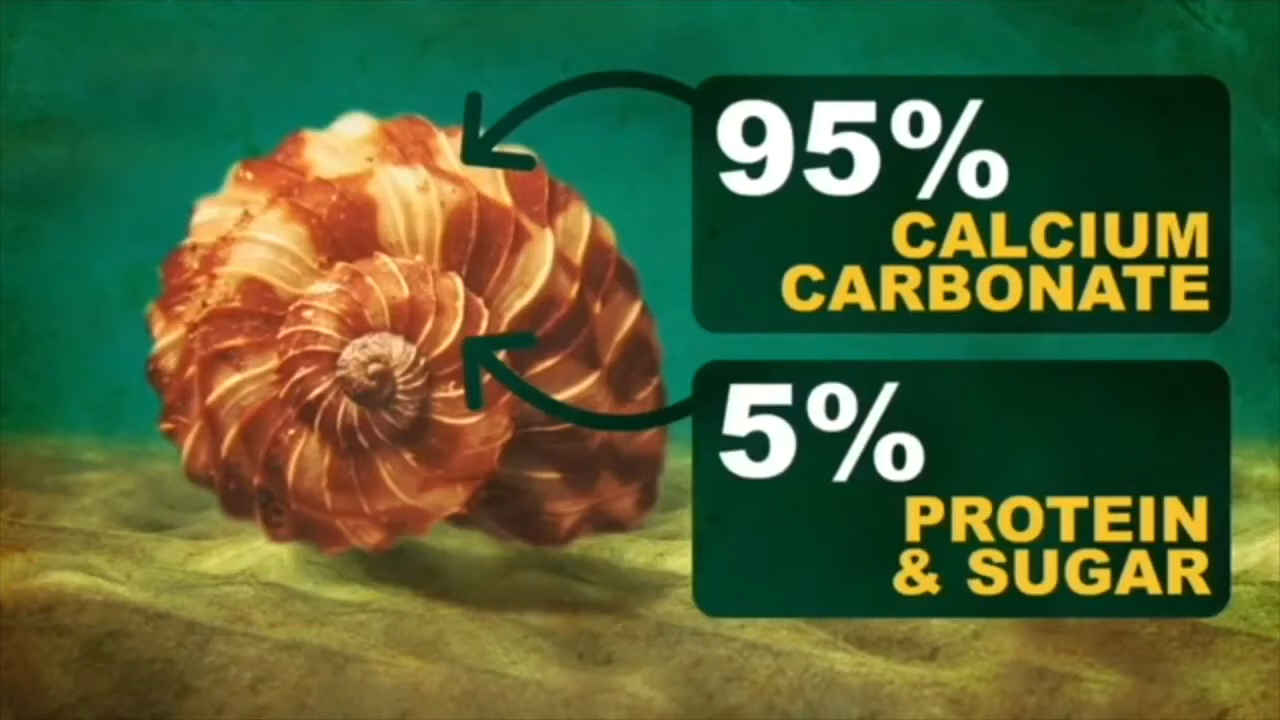 95%
CALCIUM
CARBONATE
5%
PROTEIN
& SUGAR